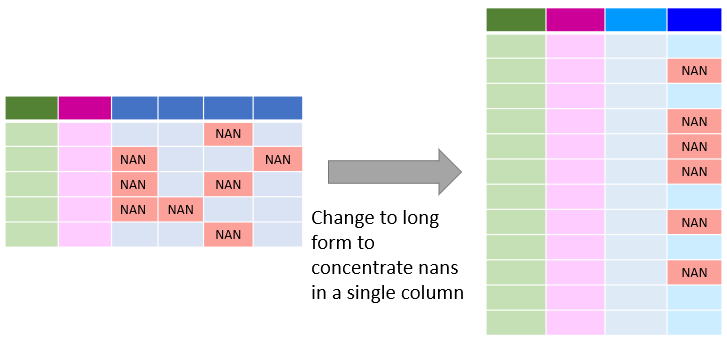 NAN
NAN NAN
NAN NAN
NAN NAN
NAN
Change to long
form to
concentrate nans
in a single column
NAN
NAN
NAN
NAN
NAN
NAN